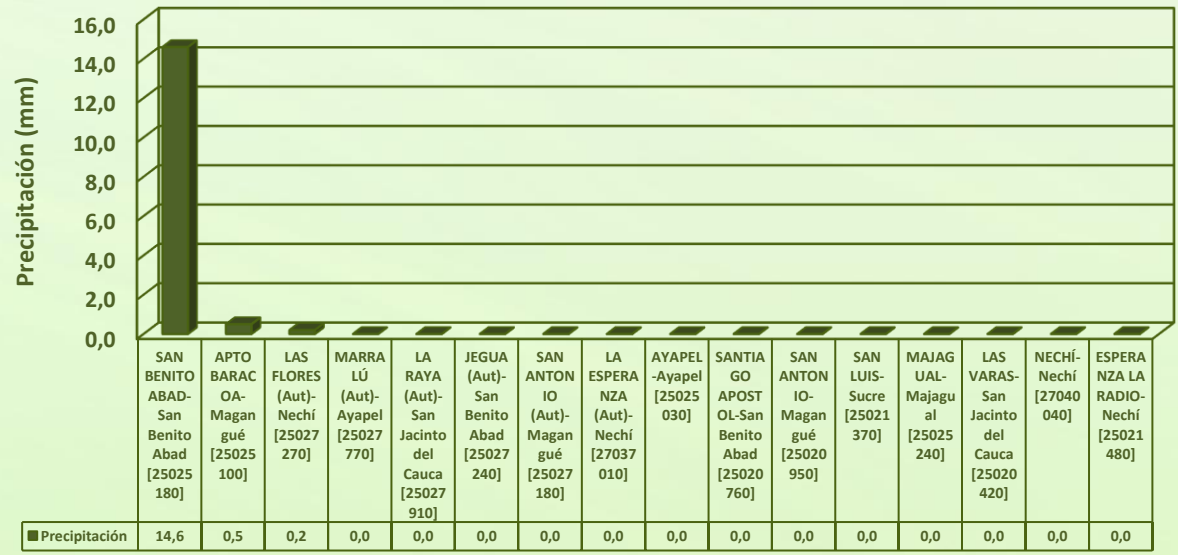 Precipitación (mm)
16,0
14,0
12,0
10,0
8,0
6,0
4,0
2,0
0,0
SAN
BENITO
ABAD-
San
Benito
Abad
[25025
180]
APTO
BARAC
OA-
Magan
gué
[25025
100]
LAS
FLORES
(Aut)-
Nechí
[25027
270]
MARRA
LÚ
(Aut)-
Ayapel
[25027
770]
LA
RAYA
(Aut)-
San
Jacinto
del
Cauca
[25027
910]
JEGUA
(Aut)-
San
Benito
Abad
[25027
240]
SAN
ANTON
IO
(Aut)-
Magan
gué
[25027
180]
LA
ESPERA
NZA
(Aut)-
Nechí
[27037
010]
AYAPEL
-Ayapel
[25025
030]
SANTIA
GO
APOST
OL-San
Benito
Abad
[25020
760]
SAN
ANTON
IO-
Magan
gué
[25020
950]
SAN
LUIS-
Sucre
[25021
370]
MAJAG
UAL-
Majagu
al
[25025
240]
LAS
VARAS-
San
Jacinto
del
Cauca
[25020
420]
NECHÍ-
Nechí
[27040
040]
ESPERA
NZA LA
RADIO-
Nechí
[25021
480]
Precipitación 14,6 0,5 0,2 0,0 0,0 0,0 0,0 0,0 0,0 0,0 0,0 0,0 0,0 0,0 0,0 0,0